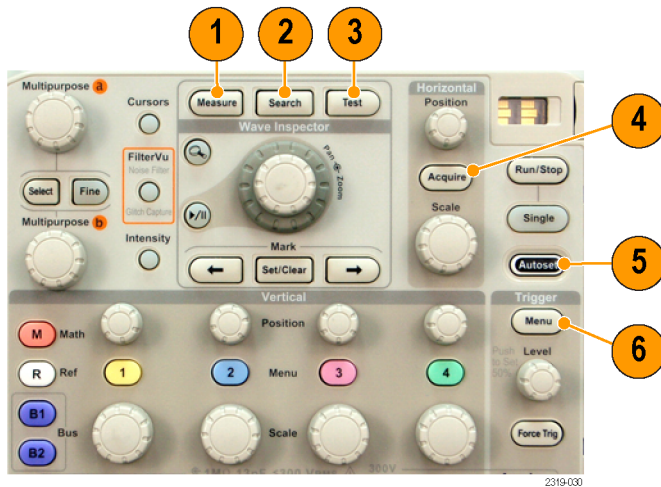 1 2 3
Multipurpose a
Cursors
Measure Search Test
Horizontal
Position
4
Wave Inspector
FilterVu
Noise Filter
Glitch Capture
Pan Zoom
Acquire
Run/Stop
Select Fine
Scale
Single
Multipurpose b
Intensity
Mark
← Set/Clear →
Autoset
5
Vertical
Trigger
Menu
6
M Math
Position
R Ref
1 2 Menu 3 4
Push to Set 50%
Level
B1
Bus
B2
Scale
Force Trig
300V
2319-030